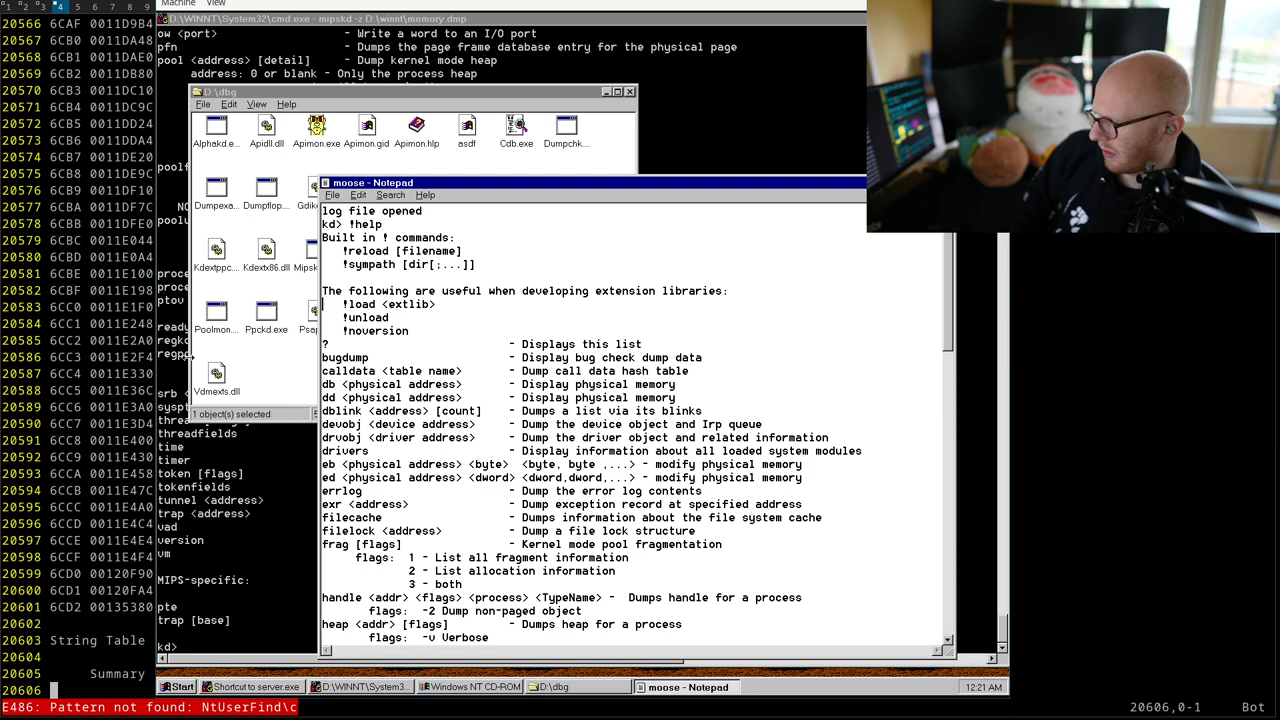 Machine View
D:\WINNT\System32\cmd.exe - mipskd -z D:\winnt\memory.dmp
ow <port> - Write a word to an I/O port
pfn - Dumps the page frame database entry for the physical page
pool <address> [detail] - Dump kernel mode heap
address: 0 or blank - Only the process heap
20566 6CAF 0011D9B4
20567 6CB0 0011DA48
20568 6CB1 0011DAE0
20569 6CB2 0011DB80
20570 6CB3 0011DC10
20571 6CB4 0011DC9C
20572 6CB5 0011DD24
20573 6CB6 0011DDA4
20574 6CB7 0011DE20
20575 6CB8 0011DE9C
20576 6CB9 0011DF10
20577 6CBA 0011DF7C
20578 6CBB 0011DFE0
20579 6CBC 0011E044
20580 6CBD 0011E0A4
20581 6CBE 0011E100
20582 6CBF 0011E198
20583 6CC0 0011E1F0
20584 6CC1 0011E248
20585 6CC2 0011E2A0
20586 6CC3 0011E2F4
20587 6CC4 0011E330
20588 6CC5 0011E36C
20589 6CC6 0011E3A0
20590 6CC7 0011E3D4
20591 6CC8 0011E400
20592 6CC9 0011E430
20593 6CCA 0011E458
20594 6CCB 0011E47C
20595 6CCC 0011E4A0
20596 6CCD 0011E4C4
20597 6CCE 0011E4E4
20598 6CCF 0011E4F4
20599 6CD0 00120F90
20600 6CD1 00120FA4
20601 6CD2 00135380
20602
20603 String Table
20604
20605 Summary
20606
poolf
NO
poolu
proce
proce
ptov
ready
regkc
regpo
srb <
syspt
threa
threadfields
time
timer
token [flags]
tokenfields
tunnel <address>
trap <address>
vad
version
vm
MIPS-specific:
pte
trap [base]
kd>
D:\dbg
File Edit View Help
Alphakd.e... Apidll.dll Apimon.exe Apimon.gid Apimon.hlp asdf Cdb.exe Dumpchk....
Dumpexa... Dumpflop... Gdik
Kdextppc.... Kdextx86.dll Mipsk
Poolmon.... Ppckd.exe Psap
Vdmexts.dll
1 object(s) selected
moose - Notepad
File Edit Search Help
log file opened
kd> !help
Built in ! commands:
!reload [filename]
!sympath [dir[;...]]
The following are useful when developing extension libraries:
!load <extlib>
!unload
!noversion
? - Displays this list
bugdump - Display bug check dump data
calldata <table name> - Dump call data hash table
db <physical address> - Display physical memory
dd <physical address> - Display physical memory
dblink <address> [count] - Dumps a list via its blinks
devobj <device address> - Dump the device object and Irp queue
drvobj <driver address> - Dump the driver object and related information
drivers - Display information about all loaded system modules
eb <physical address> <byte> <byte, byte ,...> - modify physical memory
ed <physical address> <dword> <dword,dword,...> - modify physical memory
errlog - Dump the error log contents
exr <address> - Dump exception record at specified address
filecache - Dumps information about the file system cache
filelock <address> - Dump a file lock structure
frag [flags] - Kernel mode pool fragmentation
flags: 1 - List all fragment information
2 - List allocation information
3 - both
handle <addr> <flags> <process> <TypeName> - Dumps handle for a process
flags: -2 Dump non-paged object
heap <addr> [flags] - Dumps heap for a process
flags: -v Verbose
Start Shortcut to server.exe D:\WINNT\System3... Windows NT CD-ROM D:\dbg moose - Notepad 12:21 AM
E486: Pattern not found: NtUserFind\c 20606,0-1 Bot